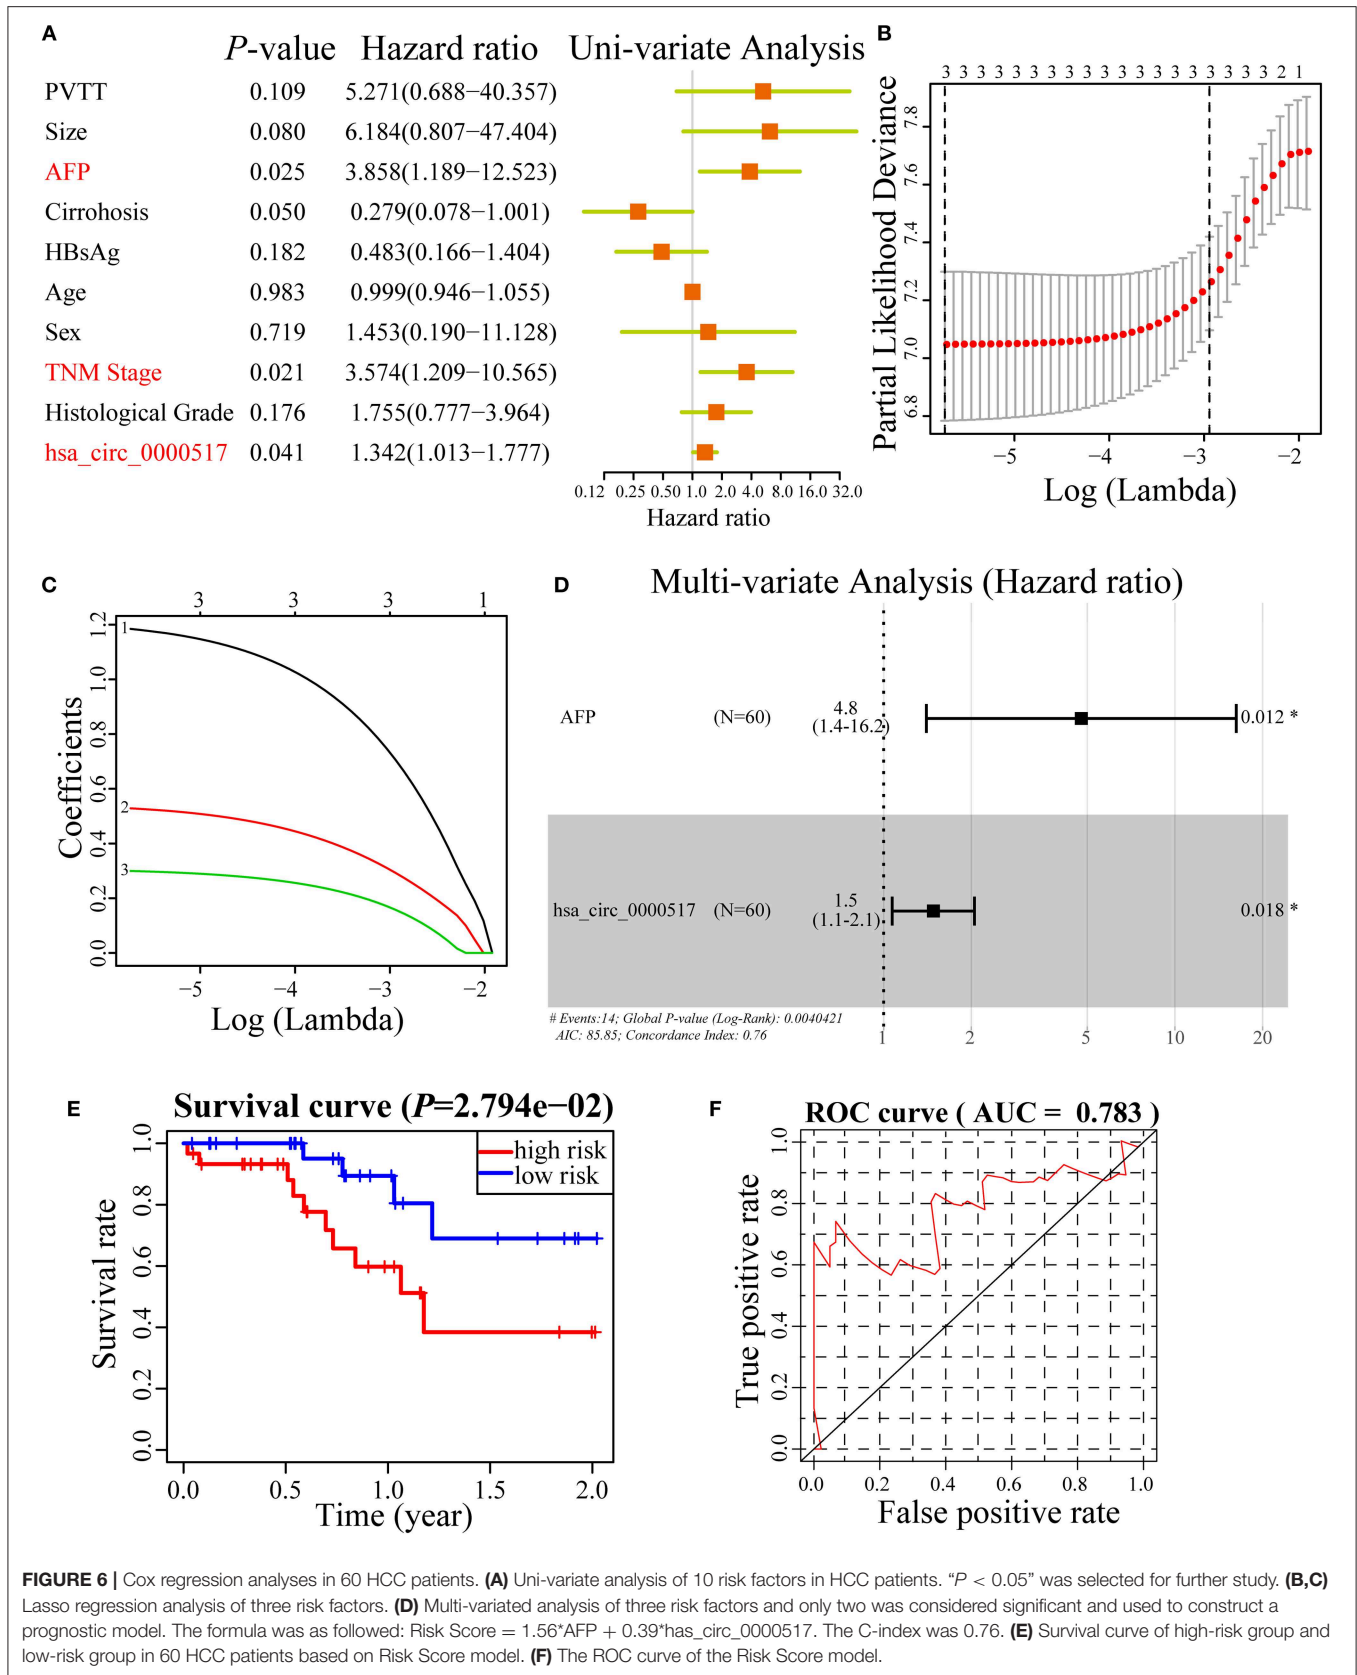 A
P-value Hazard ratio Uni-variate Analysis
PVTT 0.109 5.271(0.688−40.357)
Size 0.080 6.184(0.807−47.404)
AFP 0.025 3.858(1.189−12.523)
Cirrohosis 0.050 0.279(0.078−1.001)
HBsAg 0.182 0.483(0.166−1.404)
Age 0.983 0.999(0.946−1.055)
Sex 0.719 1.453(0.190−11.128)
TNM Stage 0.021 3.574(1.209−10.565)
Histological Grade 0.176 1.755(0.777−3.964)
hsa_circ_0000517 0.041 1.342(1.013−1.777)
0.12 0.25 0.50 1.0 2.0 4.0 8.0 16.0 32.0
Hazard ratio
B
3 3 3 3 3 3 3 3 3 3 3 3 3 3 3 3 3 3 2 1
Partial Likelihood Deviance
7.8
7.6
7.4
7.2
7.0
6.8
−5 −4 −3 −2
Log (Lambda)
C
3 3 3 1
Coefficients
1.2
1.0
0.8
0.6
0.4
0.2
0.0
1
2
3
−5 −4 −3 −2
Log (Lambda)
D
Multi-variate Analysis (Hazard ratio)
AFP (N=60) 4.8 0.012 *
(1.4-16.2)
hsa_circ_0000517 (N=60) 1.5 0.018 *
(1.1-2.1)
# Events:14; Global P-value (Log-Rank): 0.0040421
AIC: 85.85; Concordance Index: 0.76
1 2 5 10 20
E
Survival curve (P=2.794e−02)
high risk
low risk
Survival rate
1.0
0.8
0.6
0.4
0.2
0.0
0.0 0.5 1.0 1.5 2.0
Time (year)
F
ROC curve ( AUC = 0.783 )
True positive rate
1.0
0.8
0.6
0.4
0.2
0.0
0.0 0.2 0.4 0.6 0.8 1.0
False positive rate
FIGURE 6 | Cox regression analyses in 60 HCC patients. (A) Uni-variate analysis of 10 risk factors in HCC patients. “P < 0.05” was selected for further study. (B,C)
Lasso regression analysis of three risk factors. (D) Multi-variated analysis of three risk factors and only two was considered significant and used to construct a
prognostic model. The formula was as followed: Risk Score = 1.56*AFP + 0.39*has_circ_0000517. The C-index was 0.76. (E) Survival curve of high-risk group and
low-risk group in 60 HCC patients based on Risk Score model. (F) The ROC curve of the Risk Score model.